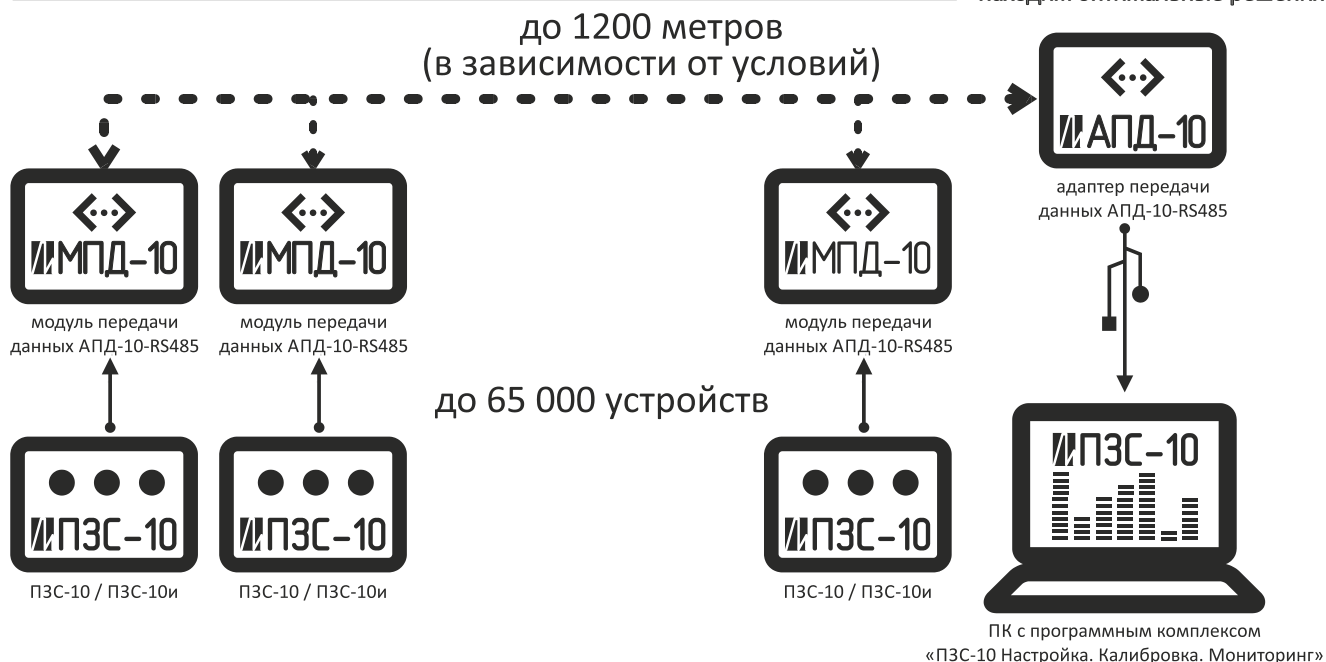 находим оптимальные решения
до 1200 метров
(в зависимости от условий)
АПД–10
адаптер передачи
данных АПД-10-RS485
МПД–10
МПД–10
МПД–10
модуль передачи
данных АПД-10-RS485
модуль передачи
данных АПД-10-RS485
модуль передачи
данных АПД-10-RS485
до 65 000 устройств
ПЗС–10
ПЗС–10
ПЗС–10
ПЗС–10
ПЗС-10 / ПЗС-10и
ПЗС-10 / ПЗС-10и
ПЗС-10 / ПЗС-10и
ПК с программным комплексом
«ПЗС-10 Настройка. Калибровка. Мониторинг»